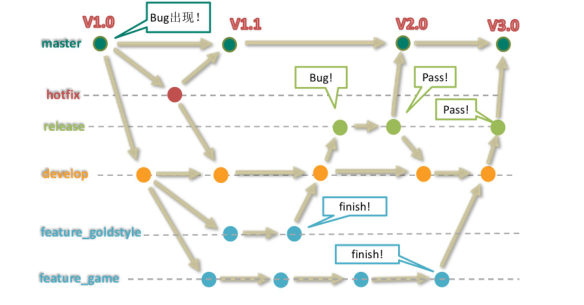 V1.0
Bug出现！
V1.1
V2.0
V3.0
master
Bug!
Pass!
hotfix
Pass!
release
develop
finish!
feature_goldstyle
finish!
feature_game